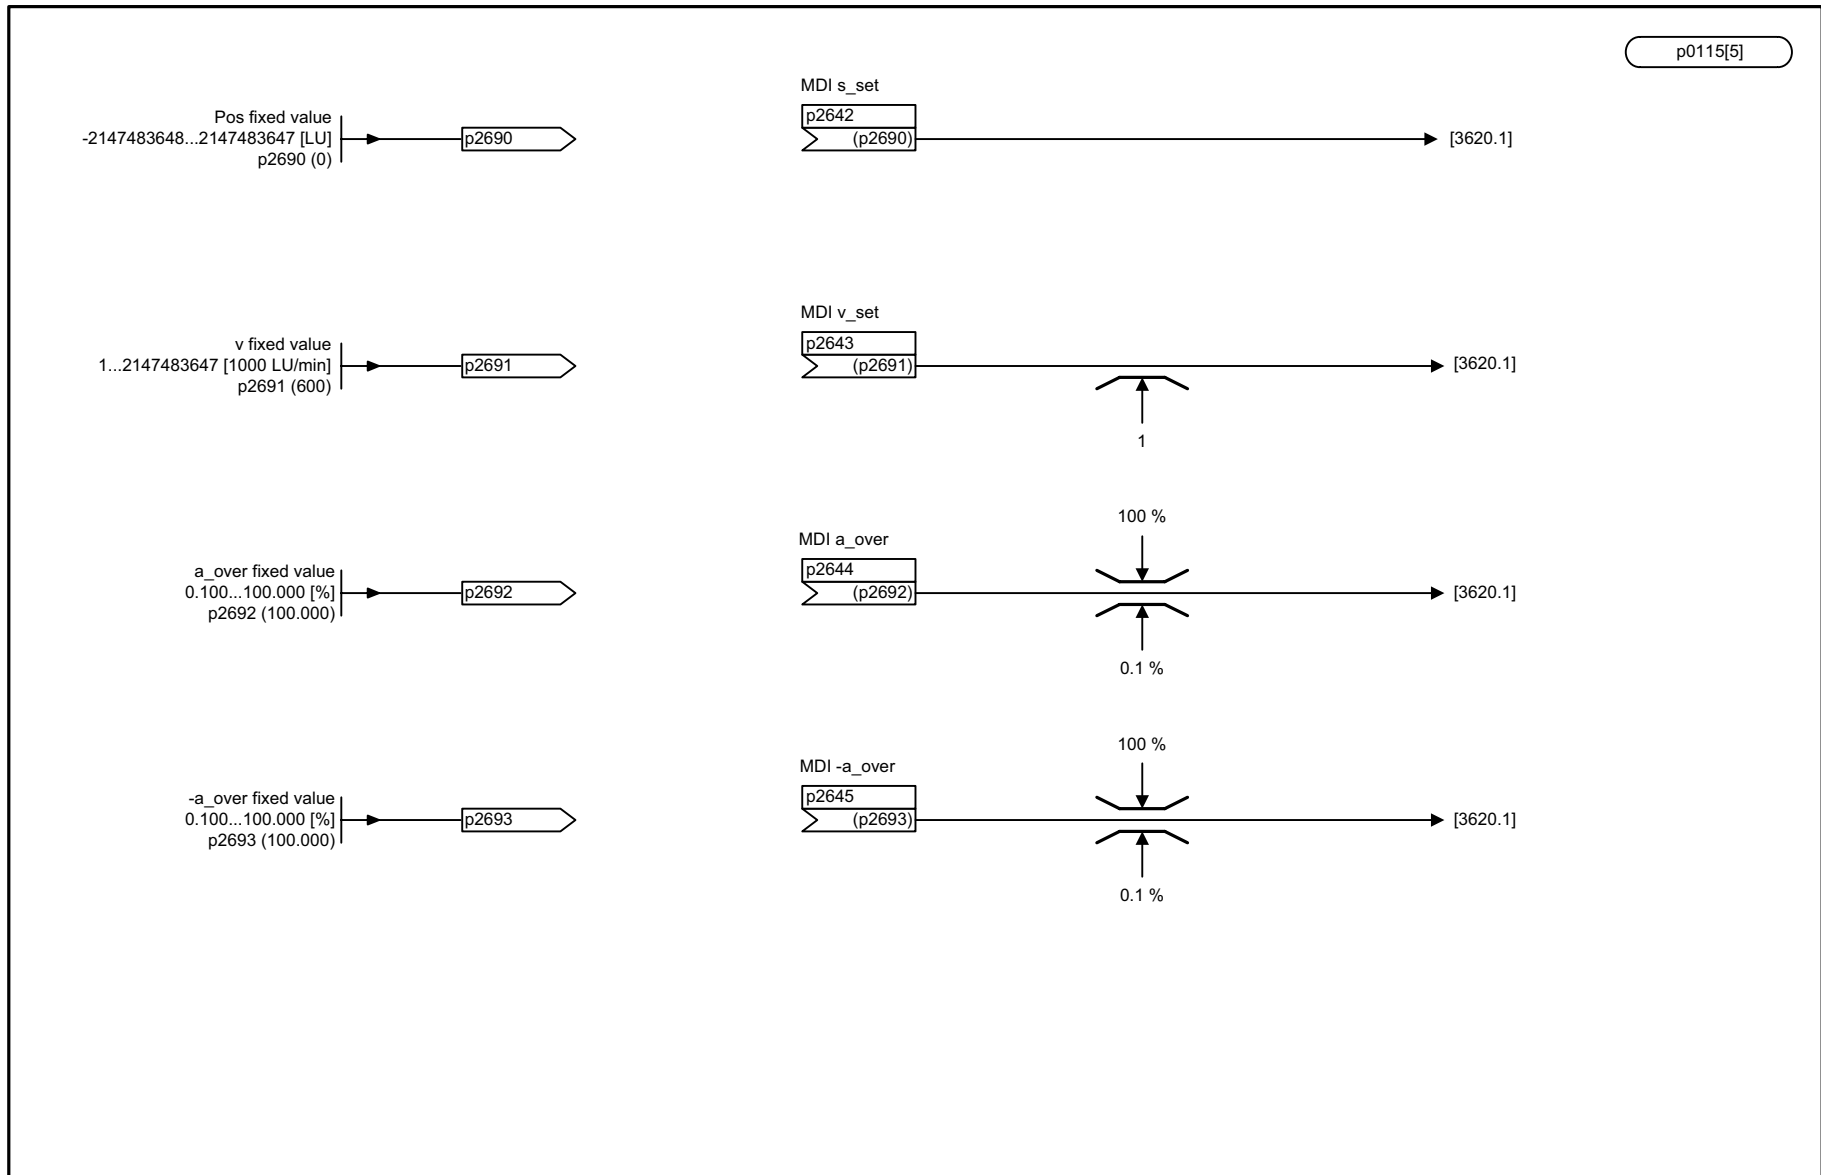 p0115[5]
Pos fixed value
-2147483648...2147483647 [LU]
p2690 (0)
p2690
MDI s_set
p2642
(p2690)
[3620.1]
v fixed value
1...2147483647 [1000 LU/min]
p2691 (600)
p2691
MDI v_set
p2643
(p2691)
[3620.1]
1
a_over fixed value
0.100...100.000 [%]
p2692 (100.000)
p2692
MDI a_over
p2644
(p2692)
100 %
0.1 %
[3620.1]
-a_over fixed value
0.100...100.000 [%]
p2693 (100.000)
p2693
MDI -a_over
p2645
(p2693)
100 %
0.1 %
[3620.1]